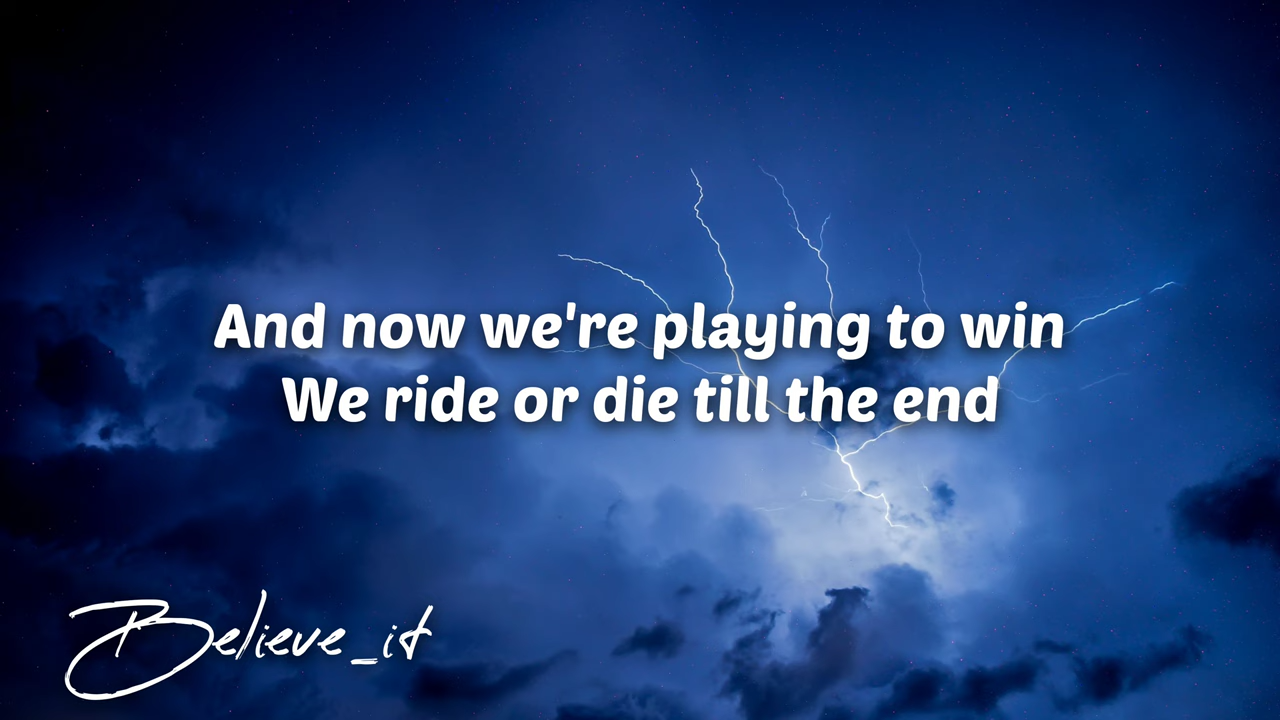 And now we're playing to win
We ride or die till the end
Believe_it